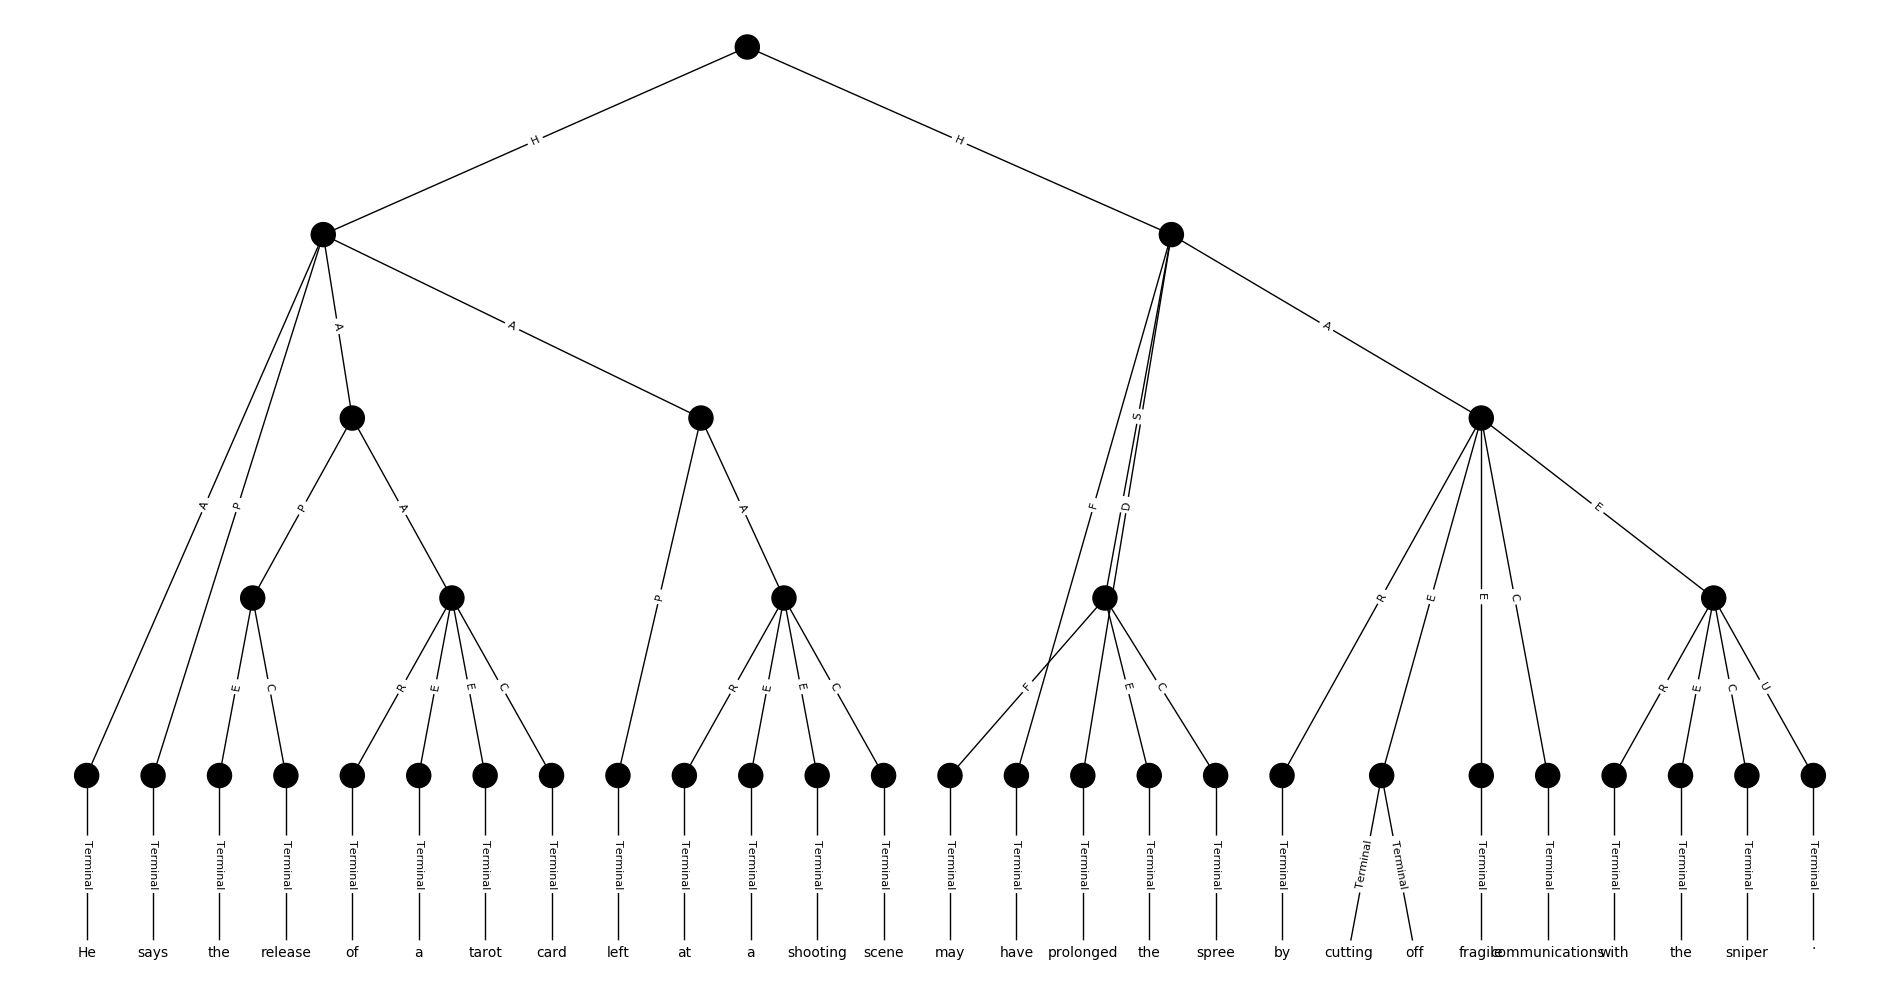 H H
A A A
S
A P P A A F D E
P R E E C
E C R E E C R E E C F E C R E C U
Terminal Terminal Terminal Terminal Terminal Terminal Terminal Terminal Terminal Terminal Terminal Terminal Terminal Terminal Terminal Terminal Terminal Terminal Terminal Terminal Terminal Terminal Terminal Terminal Terminal Terminal Terminal
He says the release of a tarot card left at a shooting scene may have prolonged the spree by cutting off fragile communications with the sniper .